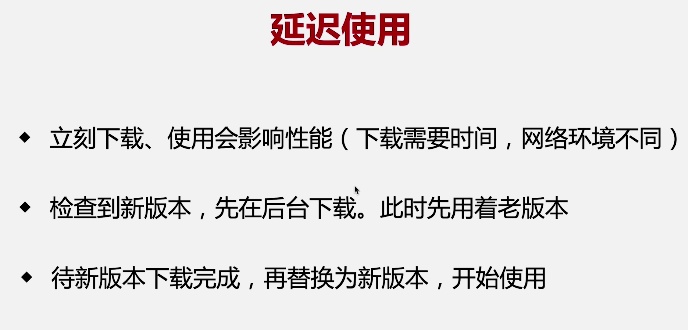 延迟使用
◆ 立刻下载、使用会影响性能（下载需要时间，网络环境不同）
◆ 检查到新版本，先在后台下载。此时先用着老版本
◆ 待新版本下载完成，再替换为新版本，开始使用